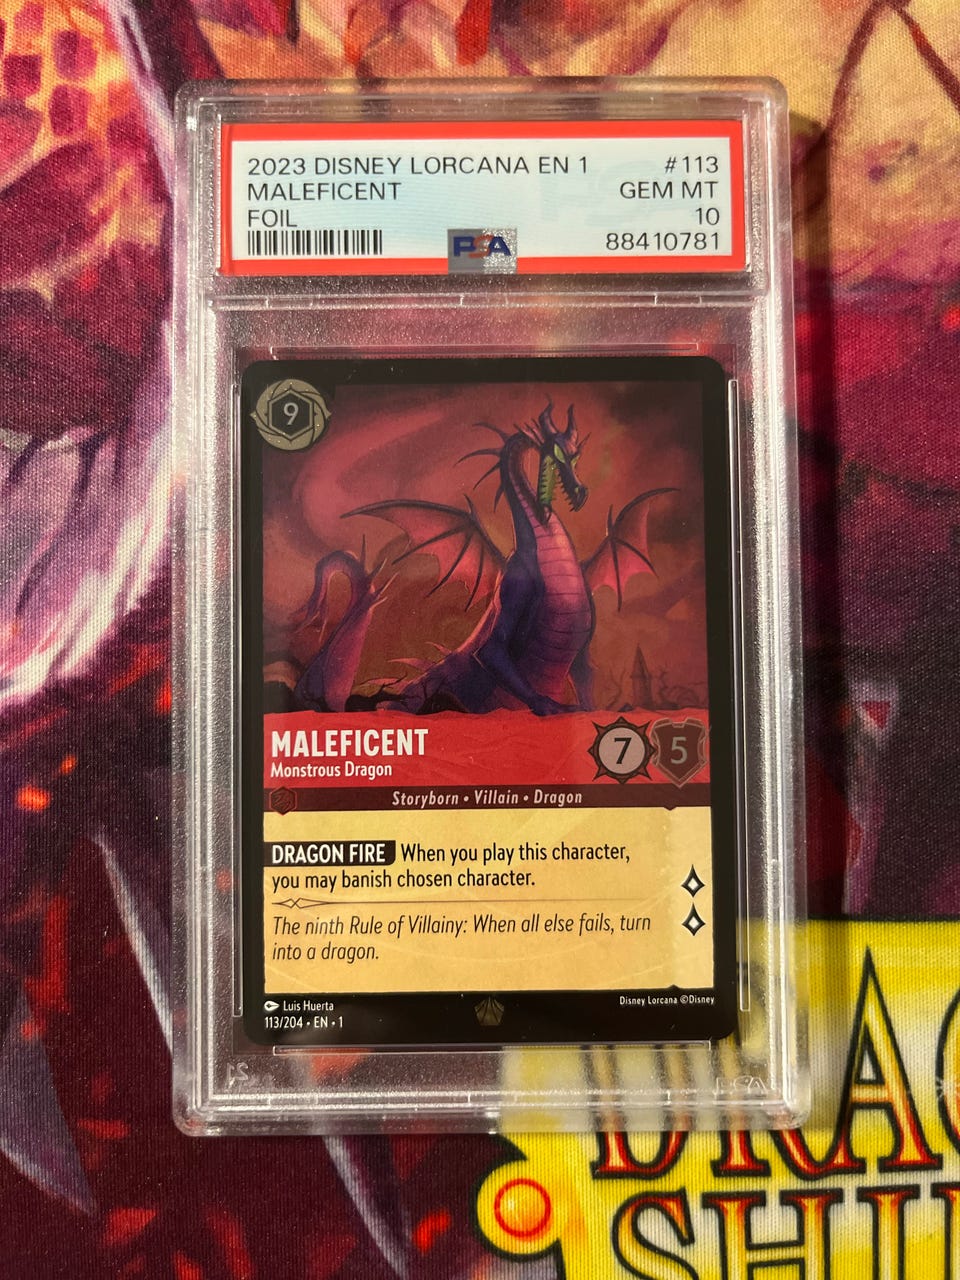 2023 DISNEY LORCANA EN 1 #113
MALEFICENT GEM MT
FOIL 10
88410781
PSA
9
MALEFICENT
Monstrous Dragon
7 5
Storyborn • Villain • Dragon
DRAGON FIRE When you play this character,
you may banish chosen character.
The ninth Rule of Villainy: When all else fails, turn
into a dragon.
Luis Huerta
Disney Lorcana ©Disney
113/204 • EN • 1